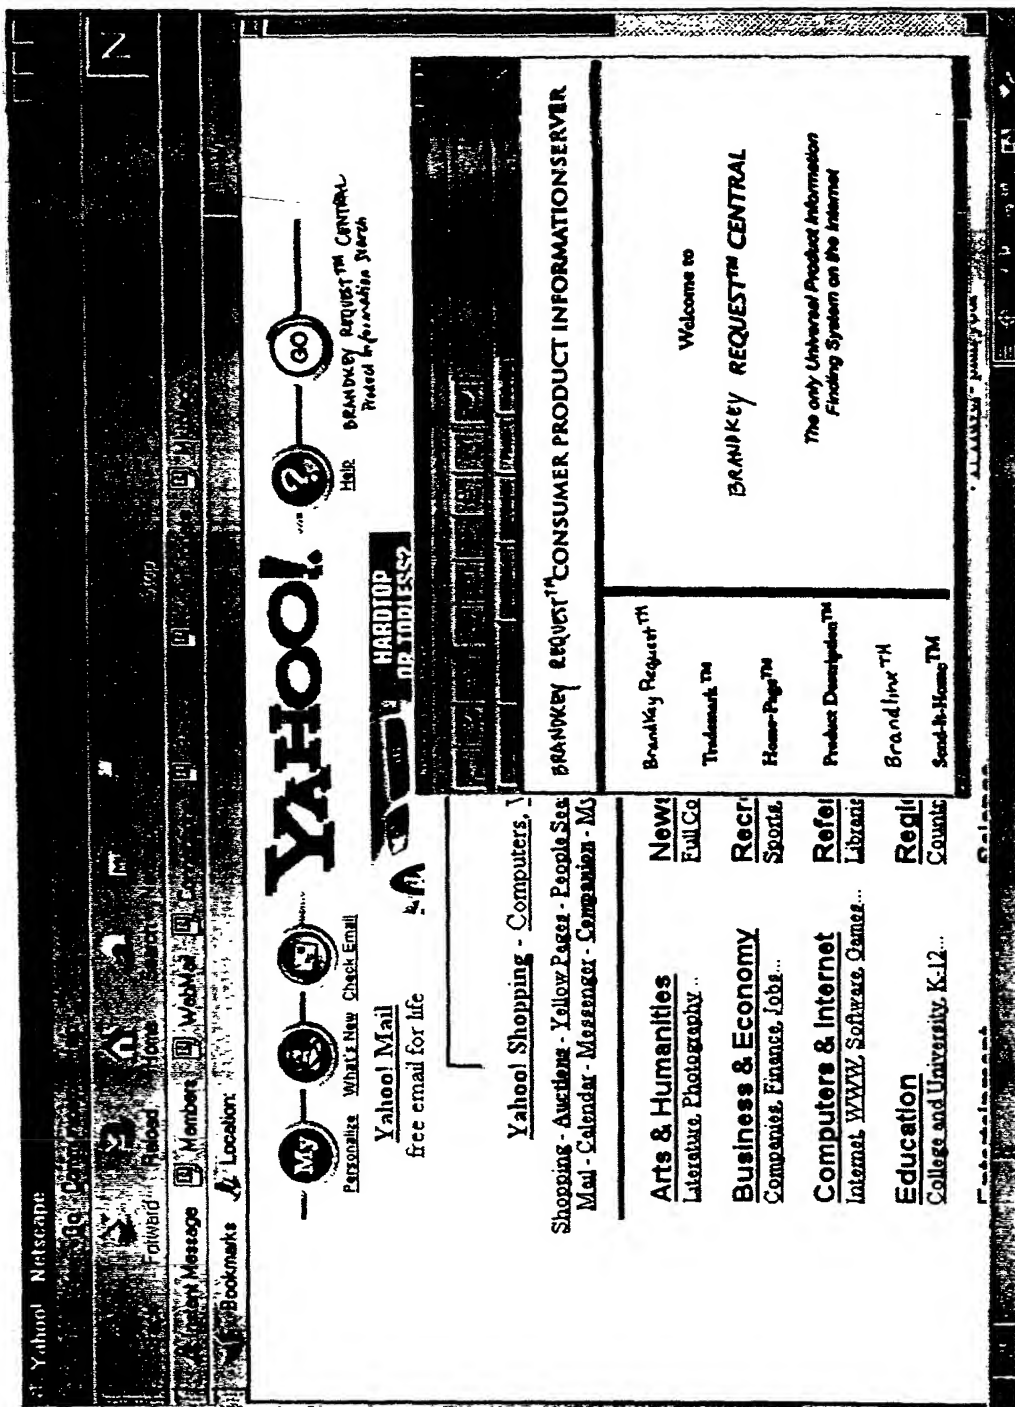 Yahoo! Netscape
Go
Forward Reload Home Search Stop
Instant Message Members WebMail
Bookmarks Location:
My
YAHOO!
?
GO
Personalize What's New Check Email
Help
BRANDKEY REQUEST™ CENTRAL
Product Information Search
Yahoo! Mail
free email for life
HARDTOP
OR TOPLESS?
Yahoo! Shopping - Computers,
Shopping - Auctions - Yellow Pages - People Sea
Mail - Calendar - Messenger - Companion - My
Arts & Humanities
Literature, Photography...
News
Full Co
Business & Economy
Companies, Finance, Jobs...
Recr
Sports,
Computers & Internet
Internet, WWW, Software, Games...
Refer
Librarie
Education
College and University, K-12...
Regio
Countr
Entertainment
Science
BRANDKEY REQUEST™ CONSUMER PRODUCT INFORMATIONSERVER
BrandKey Request™
Trademark™
Home-Page™
Product Description™
Brandline™
Send-It-Home™
Welcome to
BRANDKEY REQUEST™ CENTRAL
The only Universal Product Information
Finding System on the Internet